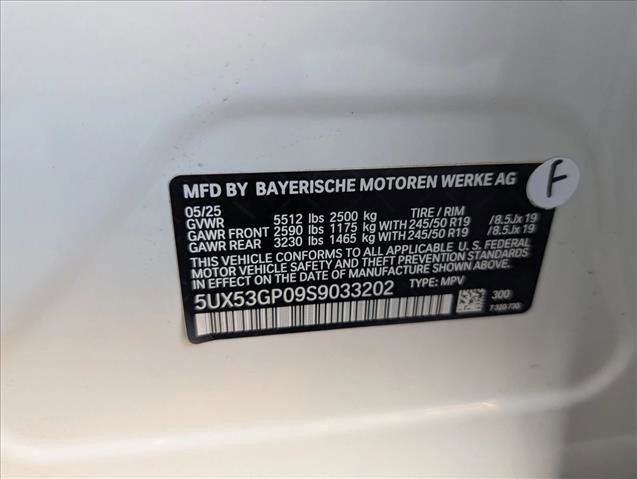 MFD BY BAYERISCHE MOTOREN WERKE AG
F
05/25
GVWR 5512 lbs 2500 kg TIRE / RIM
GAWR FRONT 2590 lbs 1175 kg WITH 245/50 R19 /8.5Jx19
GAWR REAR 3230 lbs 1465 kg WITH 245/50 R19 /8.5Jx19
THIS VEHICLE CONFORMS TO ALL APPLICABLE U.S. FEDERAL
MOTOR VEHICLE SAFETY AND THEFT PREVENTION STANDARDS
IN EFFECT ON THE DATE OF MANUFACTURE SHOWN ABOVE.
5UX53GP09S9033202 TYPE: MPV
300